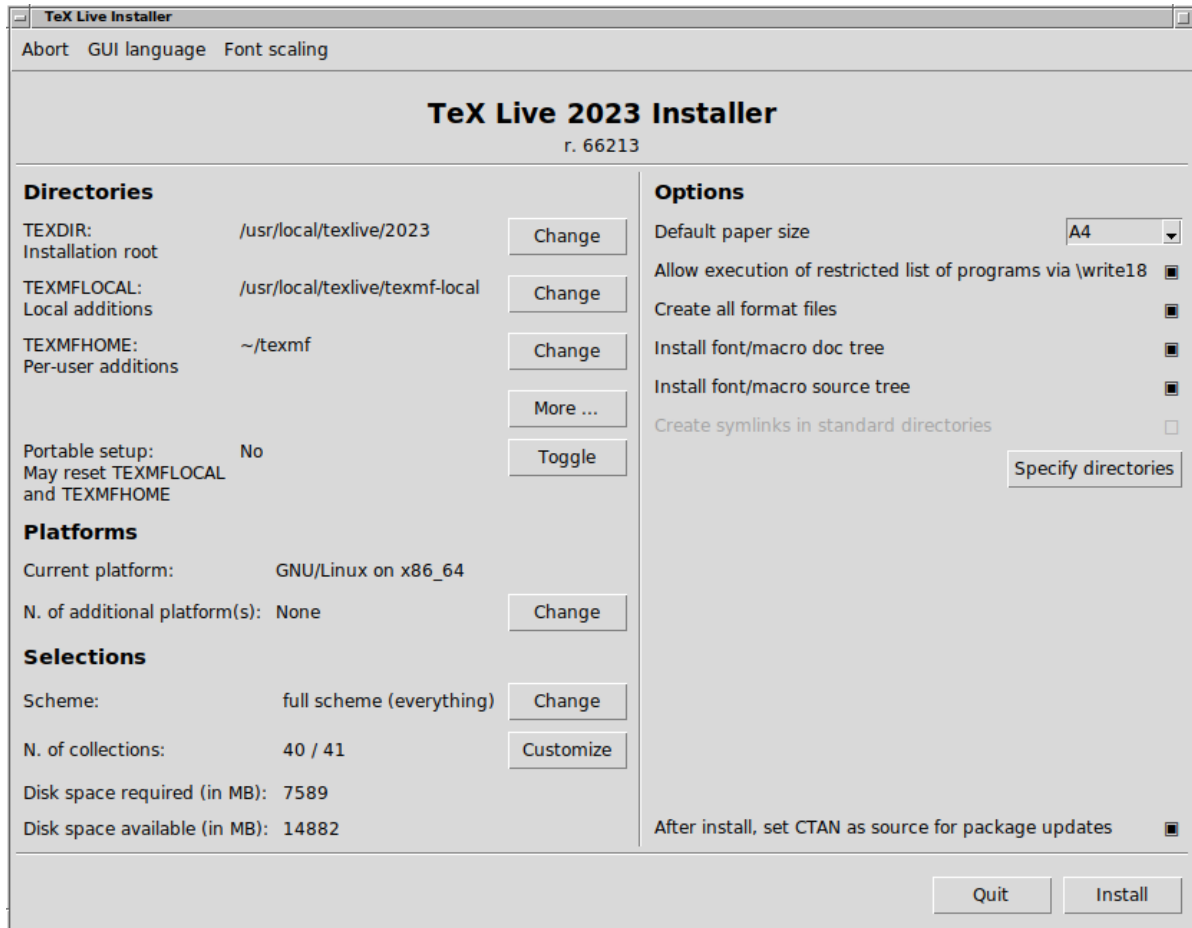 TeX Live Installer
Abort GUI language Font scaling
TeX Live 2023 Installer
r. 66213
Directories
TEXDIR: /usr/local/texlive/2023 Change
Installation root
TEXMFLOCAL: /usr/local/texlive/texmf-local Change
Local additions
TEXMFHOME: ~/texmf Change
Per-user additions
More ...
Portable setup: No Toggle
May reset TEXMFLOCAL
and TEXMFHOME
Platforms
Current platform: GNU/Linux on x86_64
N. of additional platform(s): None Change
Selections
Scheme: full scheme (everything) Change
N. of collections: 40 / 41 Customize
Disk space required (in MB): 7589
Disk space available (in MB): 14882
Options
Default paper size A4
Allow execution of restricted list of programs via \write18
Create all format files
Install font/macro doc tree
Install font/macro source tree
Create symlinks in standard directories
Specify directories
After install, set CTAN as source for package updates
Quit Install